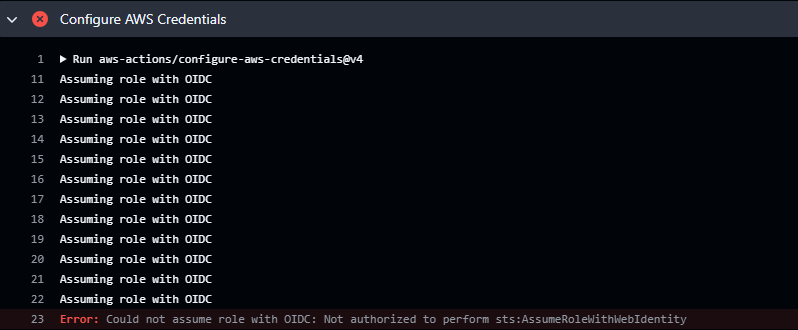 Configure AWS Credentials
1 Run aws-actions/configure-aws-credentials@v4
11 Assuming role with OIDC
12 Assuming role with OIDC
13 Assuming role with OIDC
14 Assuming role with OIDC
15 Assuming role with OIDC
16 Assuming role with OIDC
17 Assuming role with OIDC
18 Assuming role with OIDC
19 Assuming role with OIDC
20 Assuming role with OIDC
21 Assuming role with OIDC
22 Assuming role with OIDC
23 Error: Could not assume role with OIDC: Not authorized to perform sts:AssumeRoleWithWebIdentity